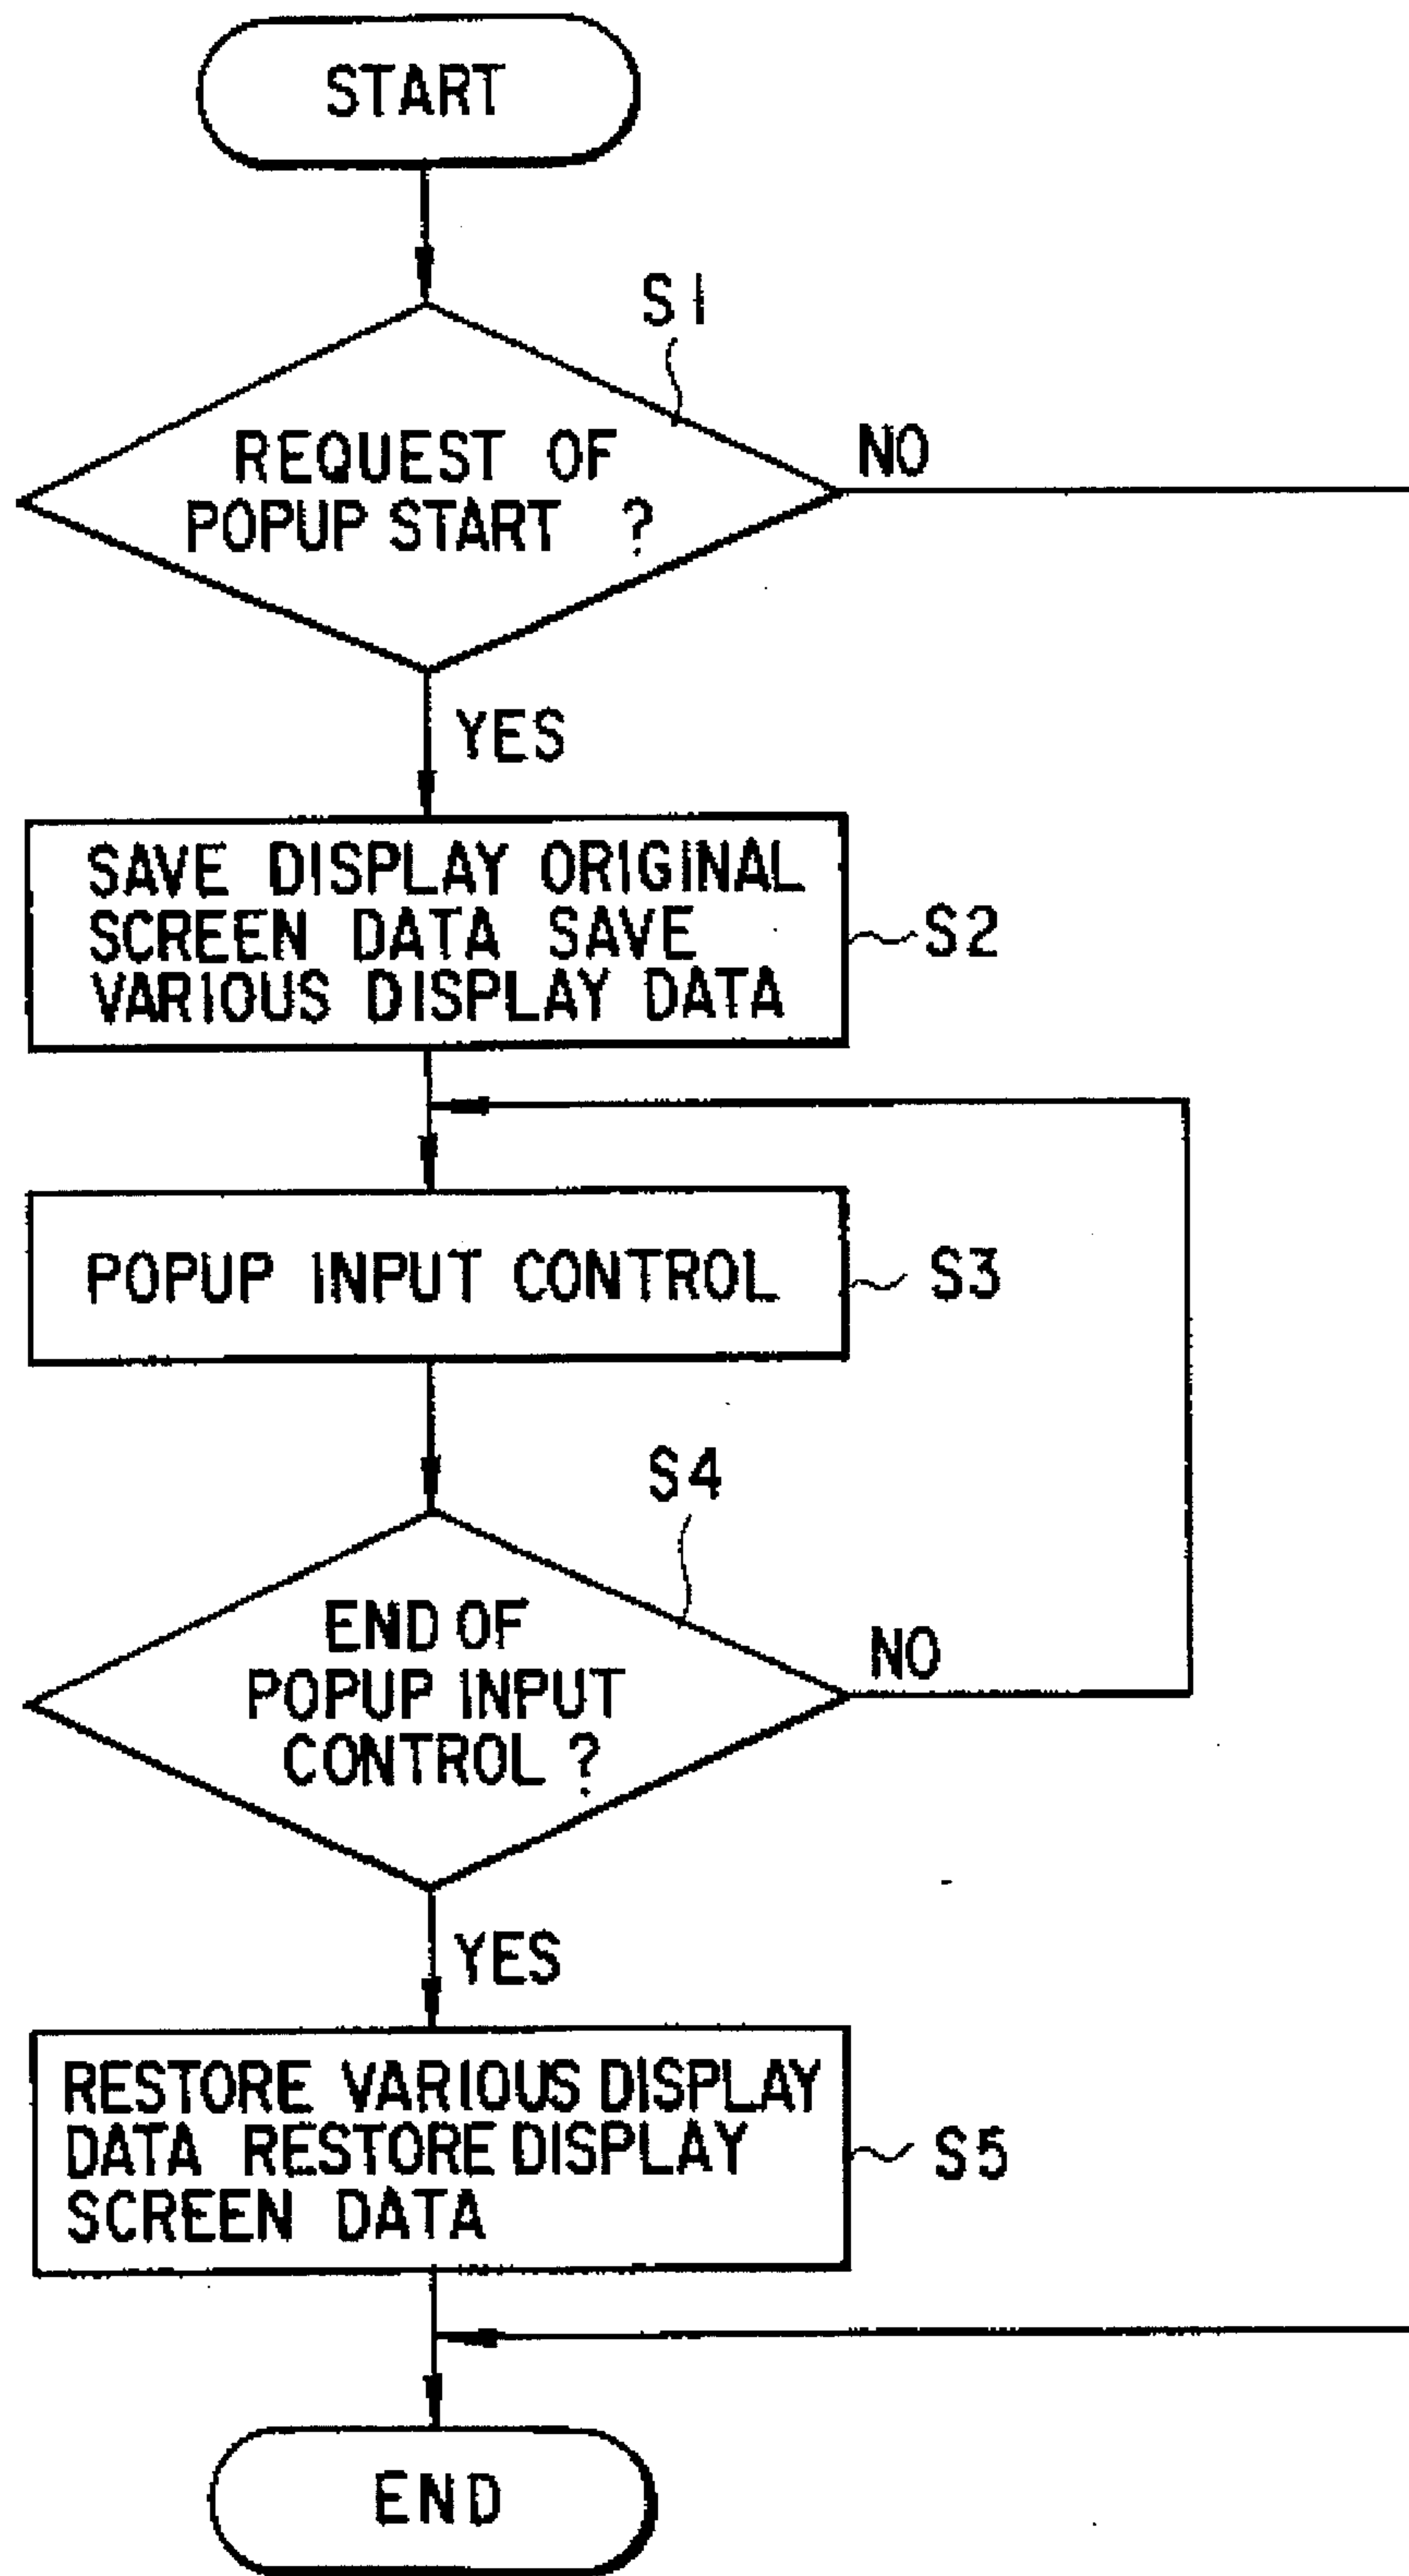 START
S1
REQUEST OF
POPUP START ?
NO
YES
SAVE DISPLAY ORIGINAL
SCREEN DATA SAVE
VARIOUS DISPLAY DATA
S2
POPUP INPUT CONTROL
S3
S4
END OF
POPUP INPUT
CONTROL ?
NO
YES
RESTORE VARIOUS DISPLAY
DATA RESTORE DISPLAY
SCREEN DATA
S5
END